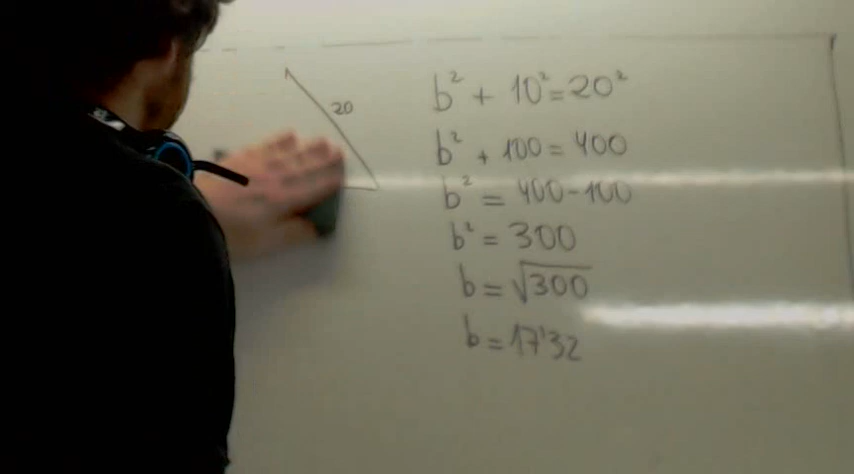 20
b² + 10² = 20²
b² + 100 = 400
b² = 400 - 100
b² = 300
b = √300
b = 17'32